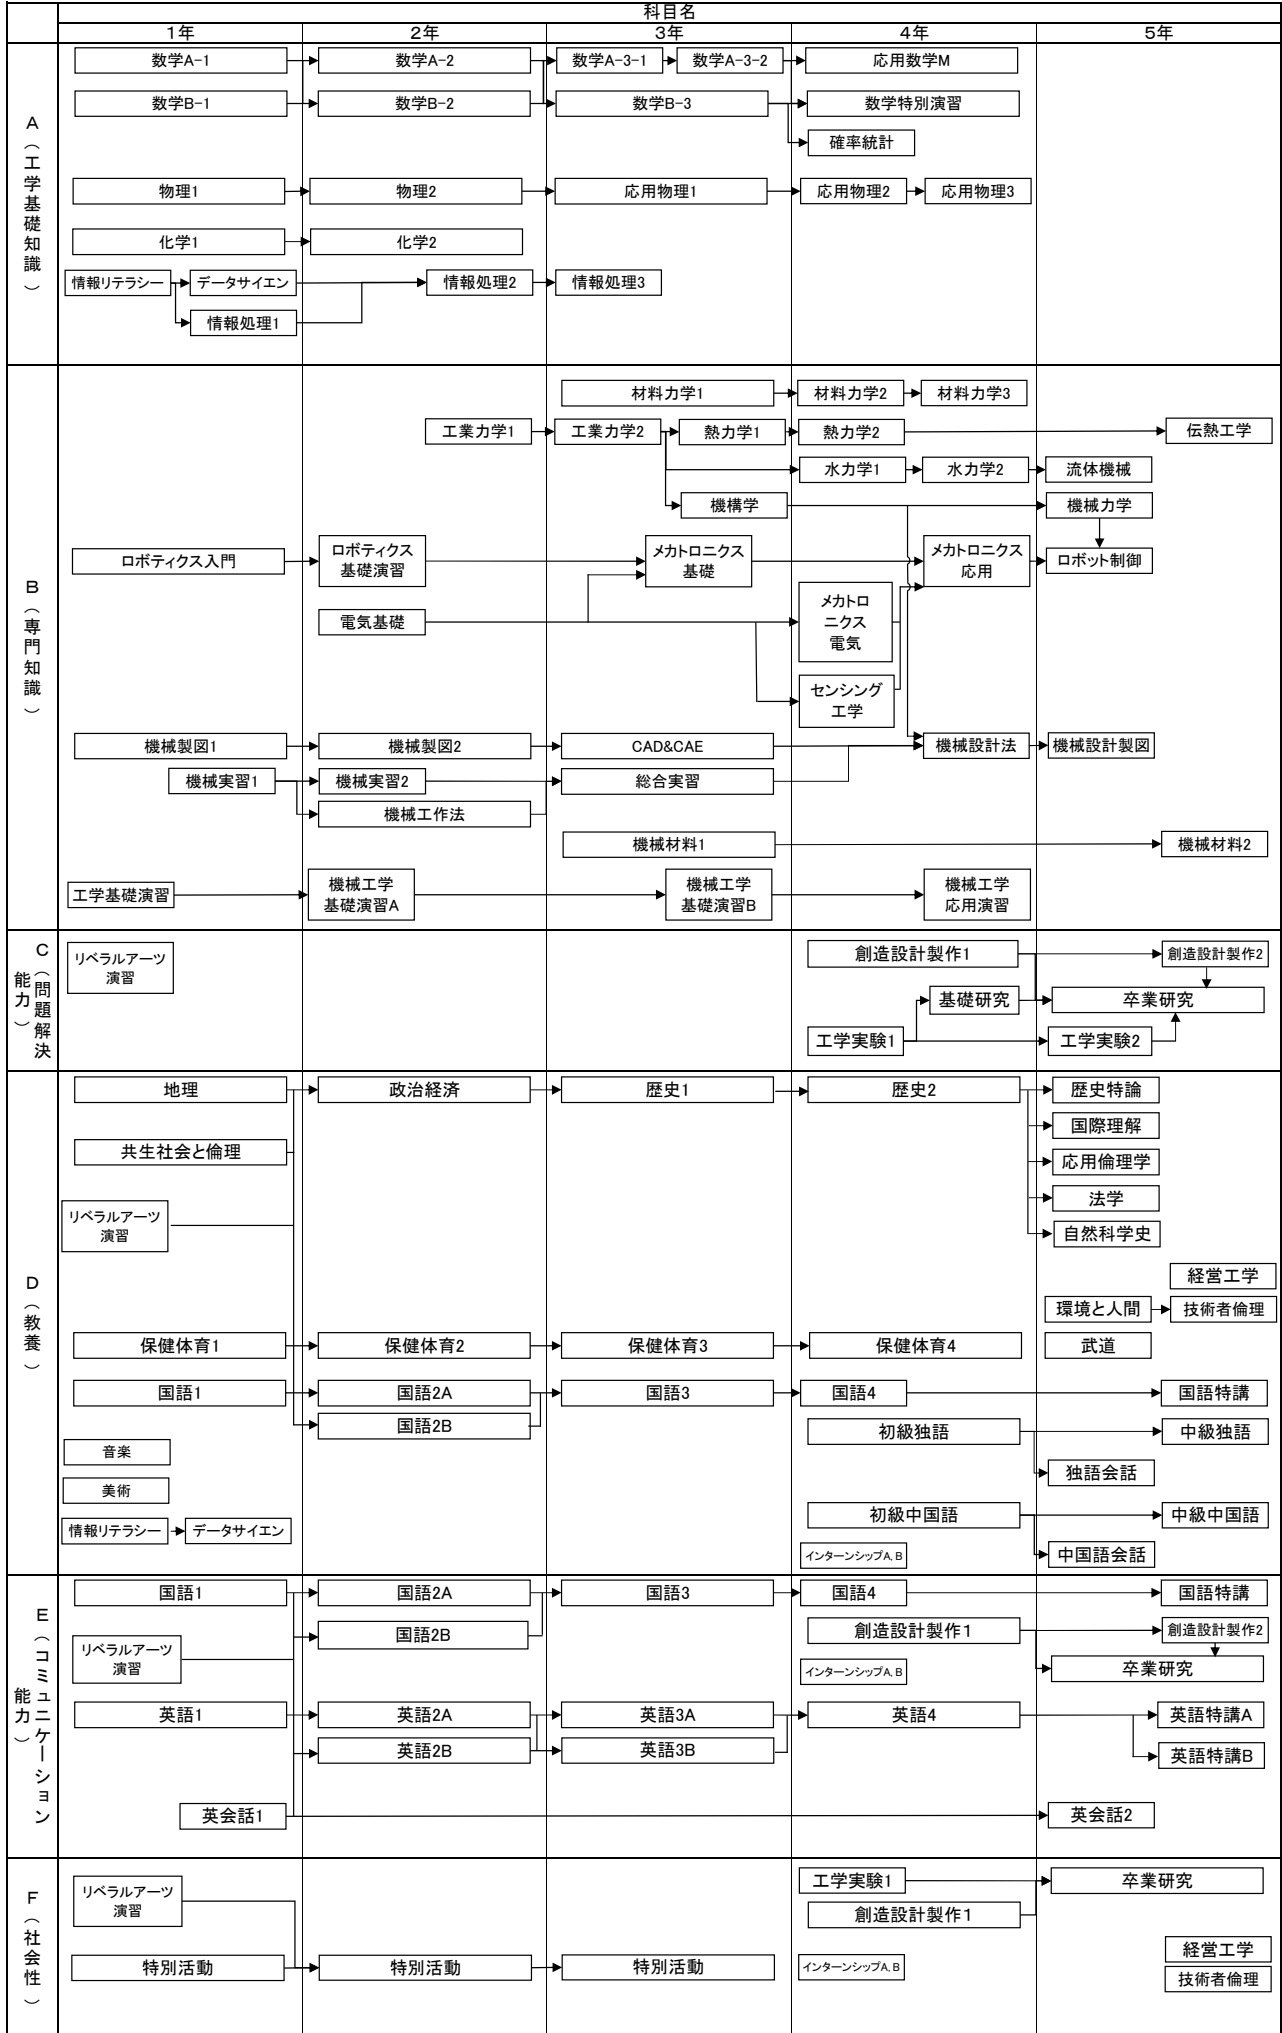 科目名
1年
2年
3年
4年
5年
A（工学基礎知識）
数学A-1
数学A-2
数学A-3-1
数学A-3-2
応用数学M
数学B-1
数学B-2
数学B-3
数学特別演習
確率統計
物理1
物理2
応用物理1
応用物理2
応用物理3
化学1
化学2
情報リテラシー
データサイエン
情報処理2
情報処理3
情報処理1
B（専門知識）
材料力学1
材料力学2
材料力学3
工業力学1
工業力学2
熱力学1
熱力学2
伝熱工学
水力学1
水力学2
流体機械
機構学
機械力学
ロボティクス入門
ロボティクス
基礎演習
メカトロニクス
基礎
メカトロニクス
応用
ロボット制御
電気基礎
メカトロ
ニクス
電気
センシング
工学
機械製図1
機械製図2
CAD&CAE
機械設計法
機械設計製図
機械実習1
機械実習2
総合実習
機械工作法
機械材料1
機械材料2
工学基礎演習
機械工学
基礎演習A
機械工学
基礎演習B
機械工学
応用演習
C（問題解決
能力）
リベラルアーツ
演習
創造設計製作1
創造設計製作2
基礎研究
卒業研究
工学実験1
工学実験2
D（教養）
地理
政治経済
歴史1
歴史2
歴史特論
国際理解
共生社会と倫理
応用倫理学
法学
リベラルアーツ
演習
自然科学史
経営工学
環境と人間
技術者倫理
保健体育1
保健体育2
保健体育3
保健体育4
武道
国語1
国語2A
国語3
国語4
国語特講
国語2B
初級独語
中級独語
音楽
独語会話
美術
初級中国語
中級中国語
情報リテラシー
データサイエン
インターンシップA, B
中国語会話
E（コミュニケーション
能力）
国語1
国語2A
国語3
国語4
国語特講
国語2B
創造設計製作1
創造設計製作2
リベラルアーツ
演習
インターンシップA, B
卒業研究
英語1
英語2A
英語3A
英語4
英語特講A
英語2B
英語3B
英語特講B
英会話1
英会話2
F（社会性）
リベラルアーツ
演習
工学実験1
卒業研究
創造設計製作1
特別活動
特別活動
特別活動
インターンシップA, B
経営工学
技術者倫理